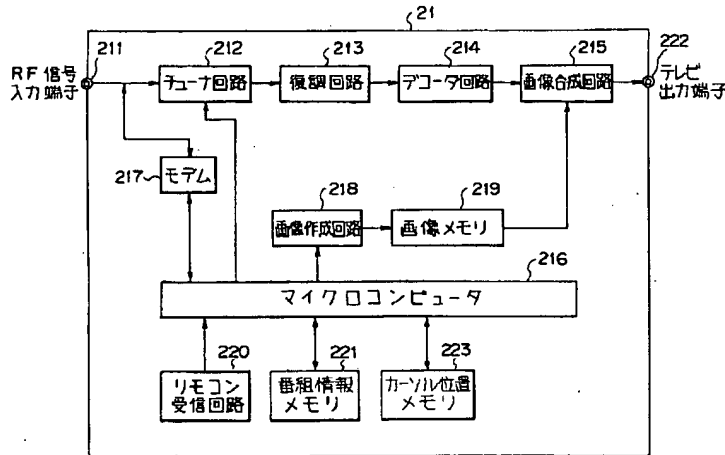 21
211
212
213
214
215
222
RF信号
入力端子
チューナ回路
復調回路
デコーダ回路
画像合成回路
テレビ
出力端子
217
モデム
218
画像作成回路
219
画像メモリ
216
マイクロコンピュータ
220
リモコン
受信回路
221
番組情報
メモリ
223
カーソル位置
メモリ